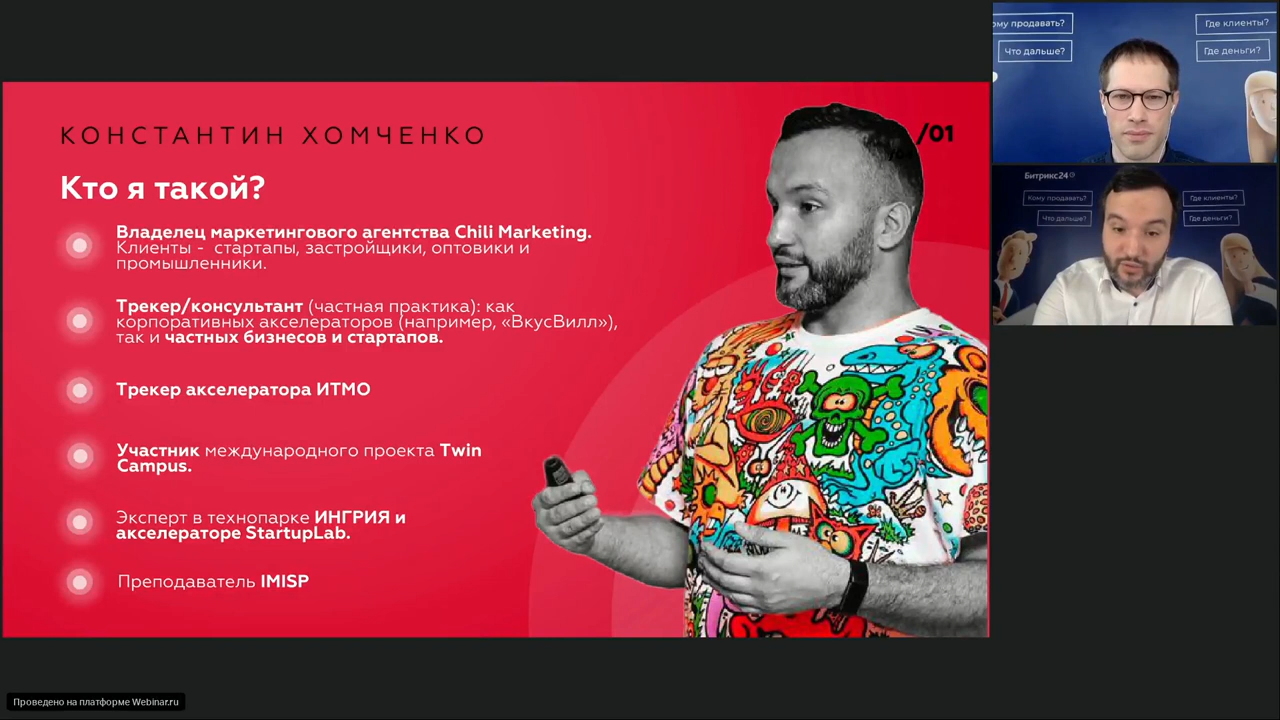 КОНСТАНТИН ХОМЧЕНКО
/01
Кто я такой?
Владелец маркетингового агентства Chili Marketing.
Клиенты - стартапы, застройщики, оптовики и
промышленники.
Трекер/консультант (частная практика): как
корпоративных акселераторов (например, «ВкусВилл»),
так и частных бизнесов и стартапов.
Трекер акселератора ИТМО
Участник международного проекта Twin
Campus.
Эксперт в технопарке ИНГРИЯ и
акселераторе StartupLab.
Преподаватель IMISP
ому продавать?
Где клиенты?
Что дальше?
Где деньги?
Битрикс24
Кому продавать?
Где клиенты?
Что дальше?
Где деньги?
Проведено на платформе Webinar.ru